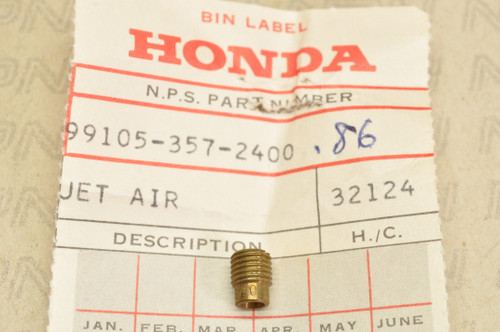 BIN LABEL
HONDA
N.P.S. PART NUMBER
99105-357-2400 .86
JET AIR 32124
DESCRIPTION H./C.
JAN. FEB. MAR. APR. MAY JUNE